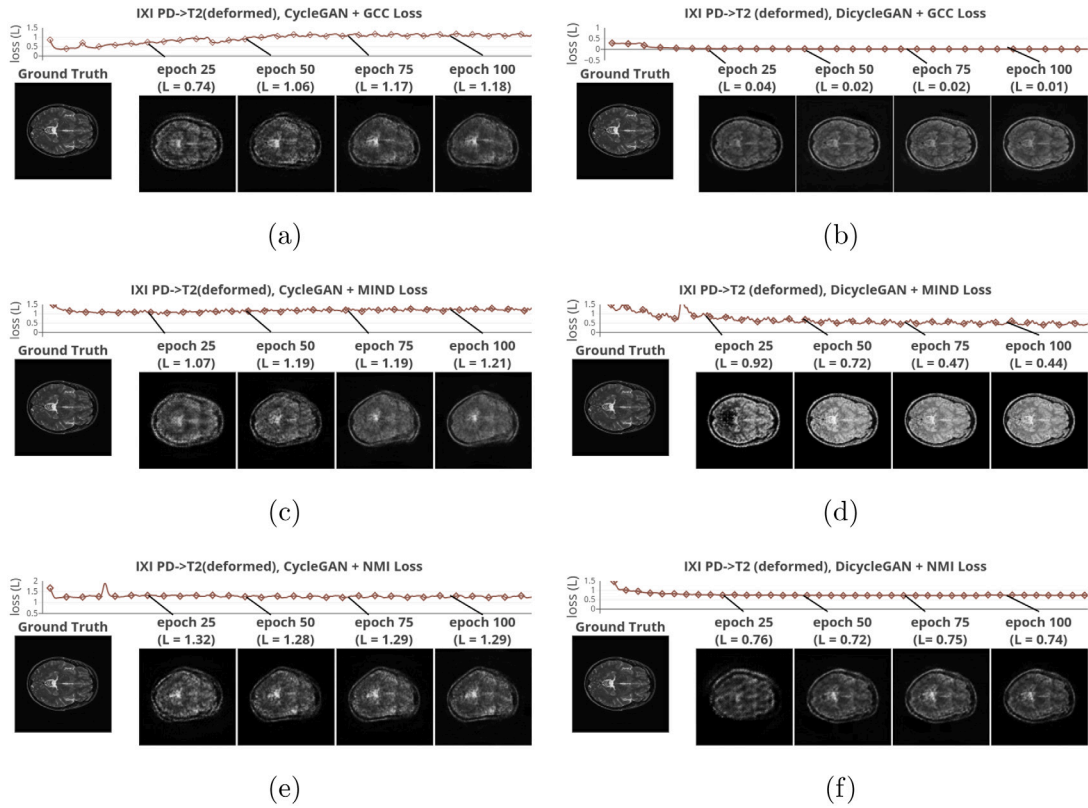 IXI PD->T2(deformed), CycleGAN + GCC Loss
loss (L)
1.5
1
0.5
0
Ground Truth
epoch 25 epoch 50 epoch 75 epoch 100
(L = 0.74) (L = 1.06) (L = 1.17) (L = 1.18)
(a)
IXI PD->T2 (deformed), DicycleGAN + GCC Loss
loss (L)
1
0.5
0
−0.5
Ground Truth
epoch 25 epoch 50 epoch 75 epoch 100
(L = 0.04) (L = 0.02) (L = 0.02) (L = 0.01)
(b)
IXI PD->T2(deformed), CycleGAN + MIND Loss
loss (L)
1.5
1
0.5
0
Ground Truth
epoch 25 epoch 50 epoch 75 epoch 100
(L = 1.07) (L = 1.19) (L = 1.19) (L = 1.21)
(c)
IXI PD->T2 (deformed), DicycleGAN + MIND Loss
loss (L)
1.5
1
0.5
0
Ground Truth
epoch 25 epoch 50 epoch 75 epoch 100
(L = 0.92) (L = 0.72) (L = 0.47) (L = 0.44)
(d)
IXI PD->T2(deformed), CycleGAN + NMI Loss
loss (L)
2
1.5
1
0.5
Ground Truth
epoch 25 epoch 50 epoch 75 epoch 100
(L = 1.32) (L = 1.28) (L = 1.29) (L = 1.29)
(e)
IXI PD->T2 (deformed), DicycleGAN + NMI Loss
loss (L)
1.5
1
0.5
0
Ground Truth
epoch 25 epoch 50 epoch 75 epoch 100
(L = 0.76) (L = 0.72) (L = 0.75) (L = 0.74)
(f)